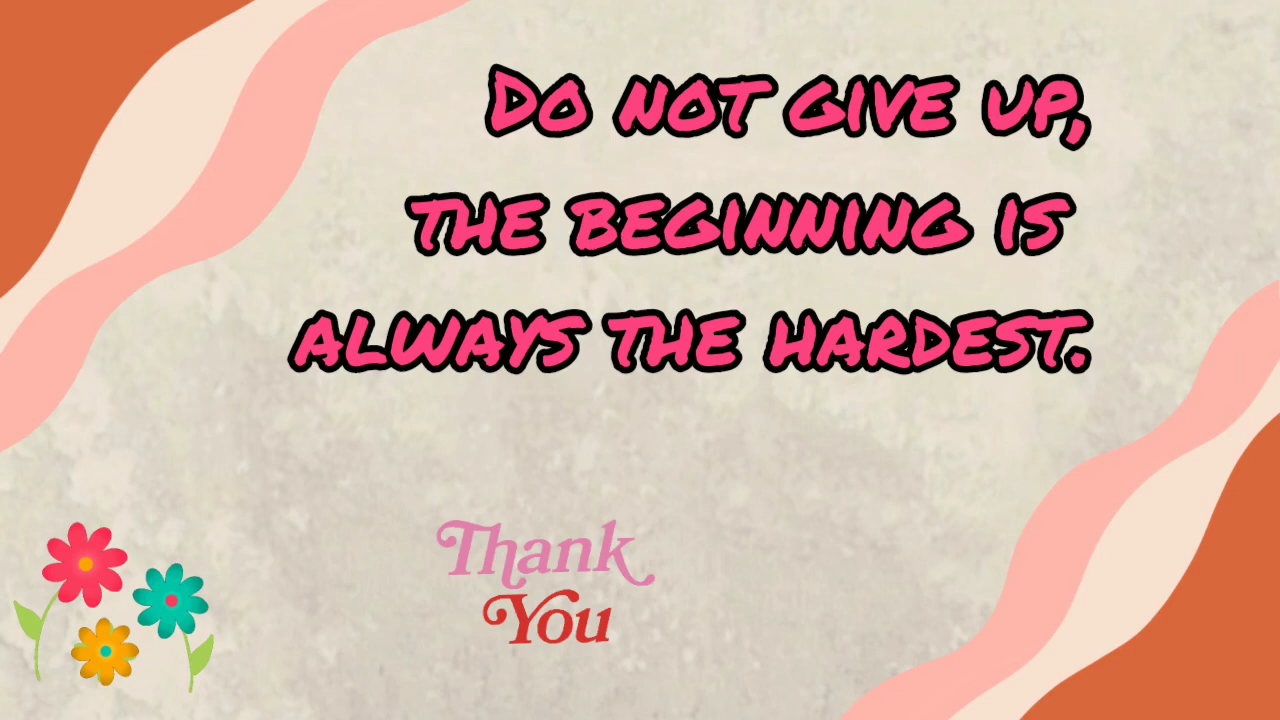 Do not give up,
the beginning is
always the hardest.
Thank
You